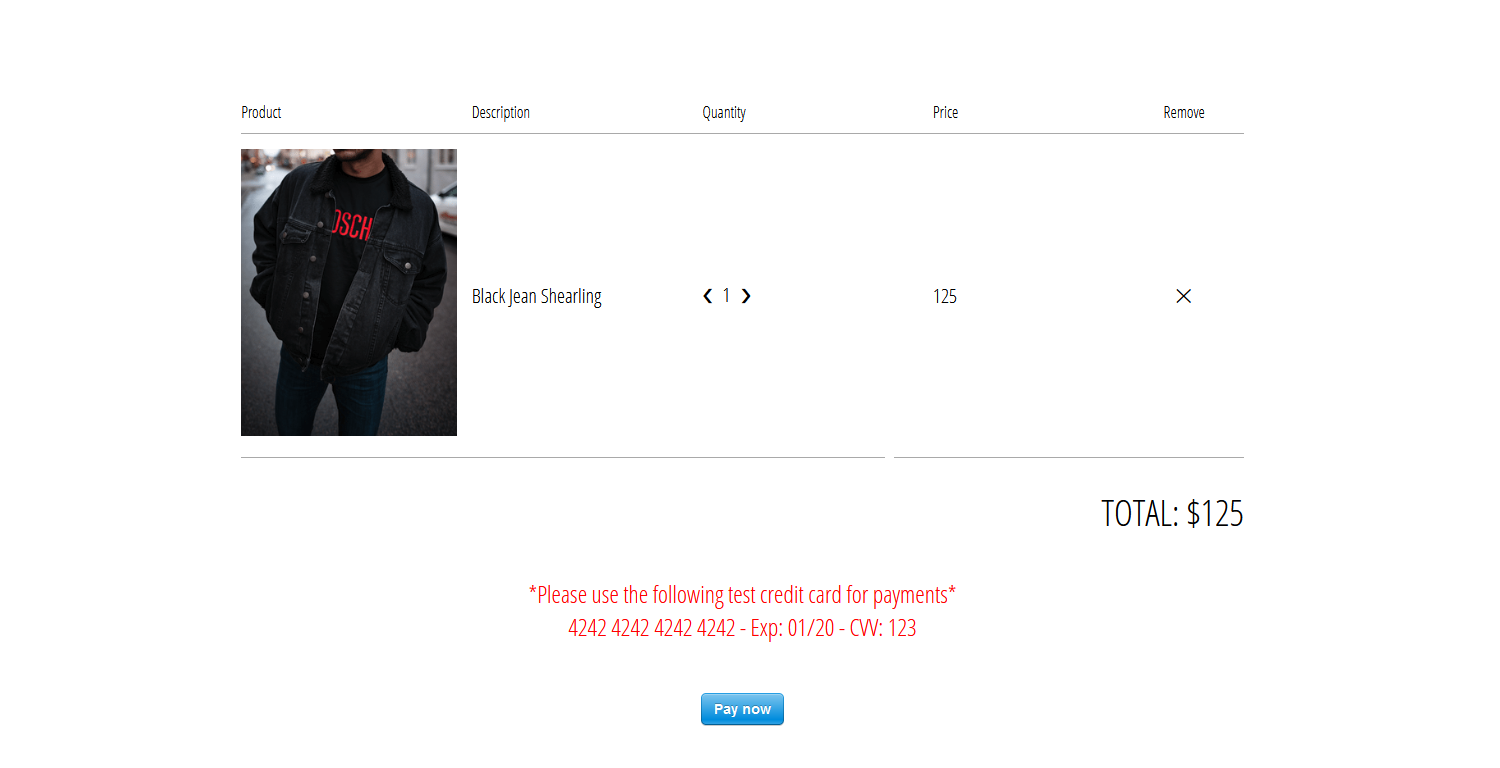 Product Description Quantity Price Remove
OSCH
Black Jean Shearling ❮ 1 ❯ 125 ✕
TOTAL: $125
*Please use the following test credit card for payments*
4242 4242 4242 4242 - Exp: 01/20 - CVV: 123
Pay now